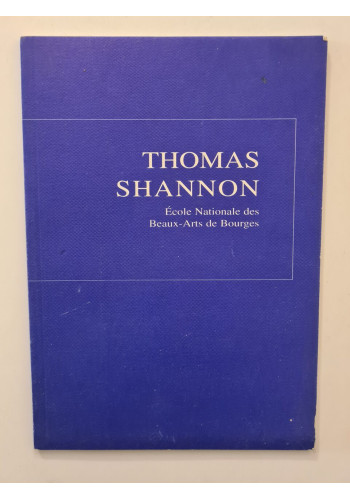 THOMAS
SHANNON
École Nationale des
Beaux-Arts de Bourges